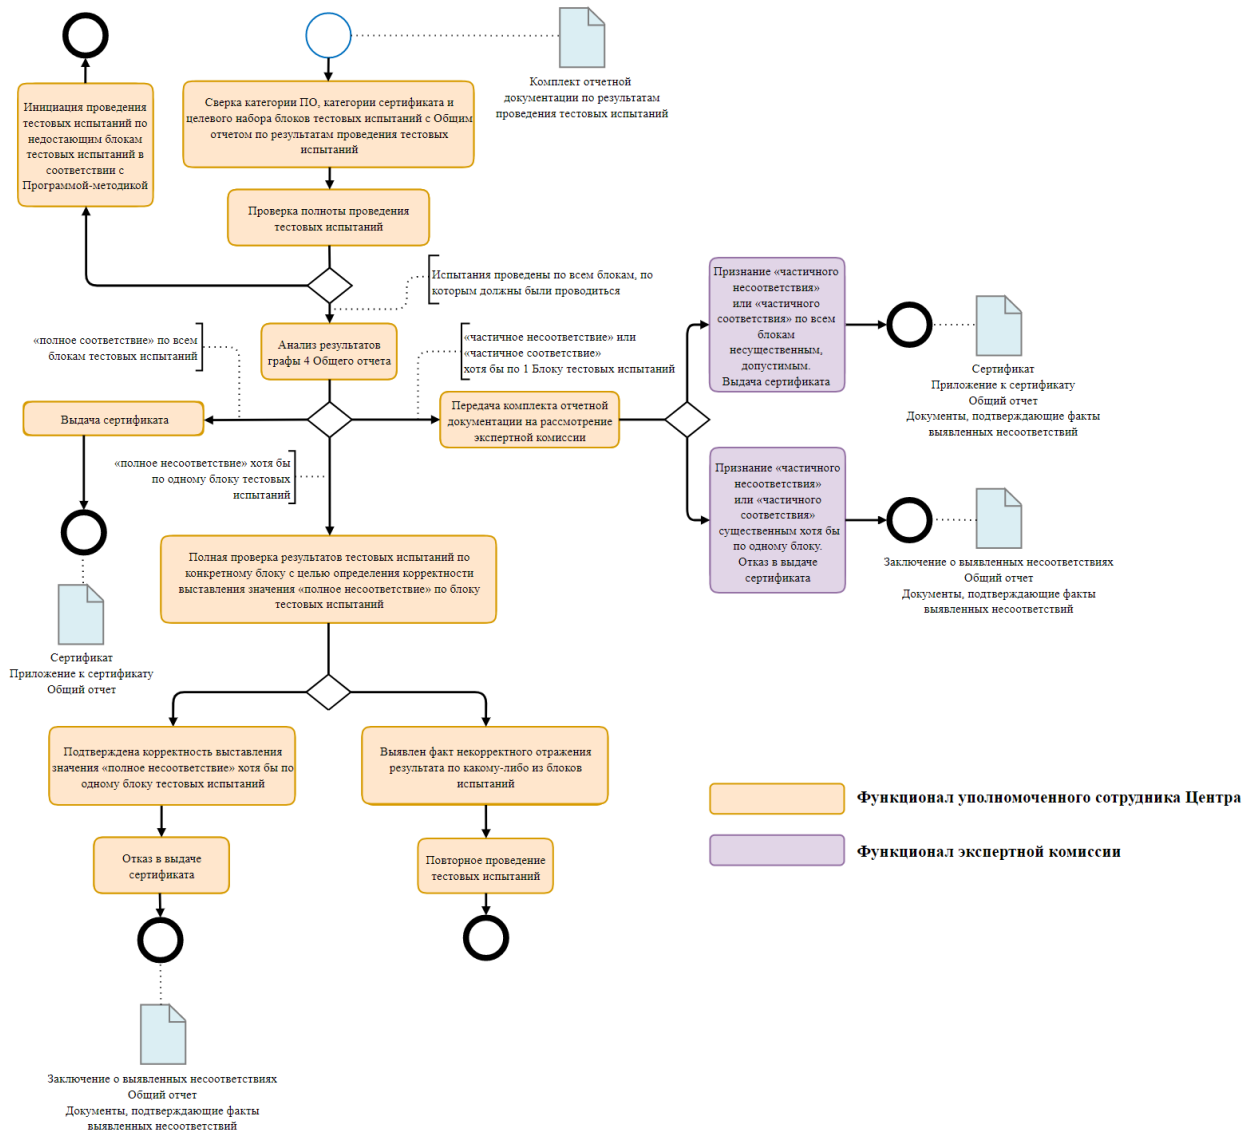 Комплект отчетной
документации по результатам
проведения тестовых испытаний
Инициация проведения
тестовых испытаний по
недостающим блокам
тестовых испытаний в
соответствии с
Программой-методикой
Сверка категории ПО, категории сертификата и
целевого набора блоков тестовых испытаний с Общим
отчетом по результатам проведения тестовых
испытаний
Проверка полноты проведения
тестовых испытаний
Испытания проведены по всем блокам, по
которым должны были проводиться
«полное соответствие» по всем
блокам тестовых испытаний
Анализ результатов
графы 4 Общего отчета
«частичное несоответствие» или
«частичное соответствие»
хотя бы по 1 Блоку тестовых испытаний
Признание «частичного
несоответствия»
или «частичного
соответствия» по всем
блокам
несущественным,
допустимым.
Выдача сертификата
Сертификат
Приложение к сертификату
Общий отчет
Документы, подтверждающие факты
выявленных несоответствий
Выдача сертификата
Передача комплекта отчетной
документации на рассмотрение
экспертной комиссии
«полное несоответствие» хотя бы
по одному блоку тестовых
испытаний
Признание «частичного
несоответствия»
или «частичного
соответствия»
существенным хотя бы
по одному блоку.
Отказ в выдаче
сертификата
Заключение о выявленных несоответствиях
Общий отчет
Документы, подтверждающие факты
выявленных несоответствий
Полная проверка результатов тестовых испытаний по
конкретному блоку с целью определения корректности
выставления значения «полное несоответствие» по блоку
тестовых испытаний
Сертификат
Приложение к сертификату
Общий отчет
Подтверждена корректность выставления
значения «полное несоответствие» хотя бы по
одному блоку тестовых испытаний
Выявлен факт некорректного отражения
результата по какому-либо из блоков
испытаний
Функционал уполномоченного сотрудника Центра
Функционал экспертной комиссии
Отказ в выдаче
сертификата
Повторное проведение
тестовых испытаний
Заключение о выявленных несоответствиях
Общий отчет
Документы, подтверждающие факты
выявленных несоответствий